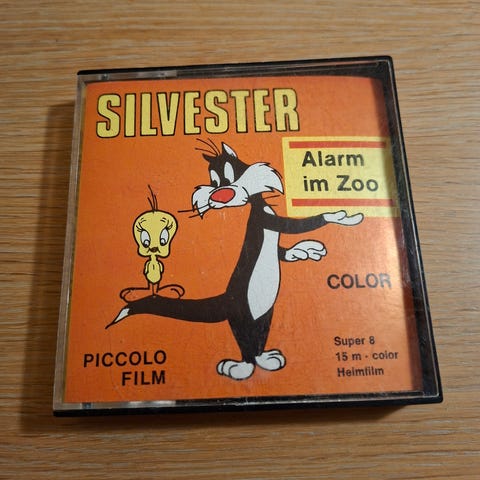 SILVESTER
Alarm
im Zoo
COLOR
PICCOLO
FILM
Super 8
15 m - color
Heimfilm